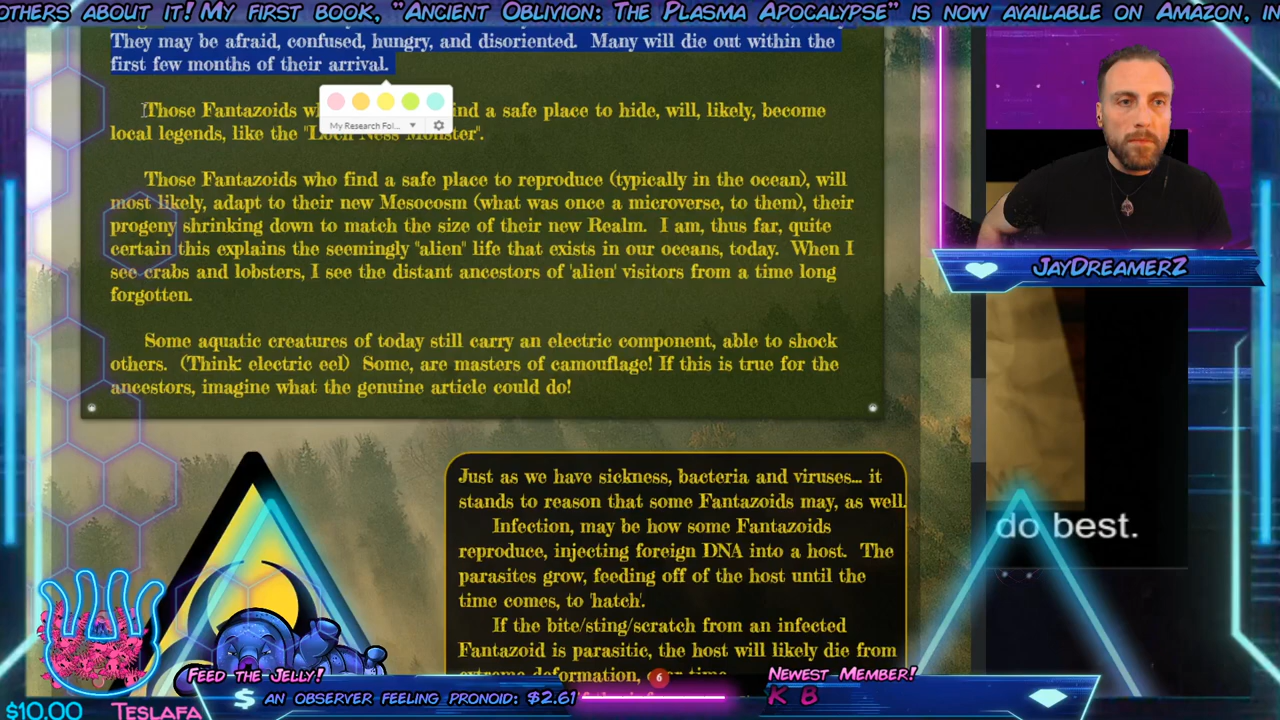 OTHERS ABOUT IT! MY FIRST BOOK, "ANCIENT OBLIVION: THE PLASMA APOCALYPSE" IS NOW AVAILABLE ON AMAZON, IN
They may be afraid, confused, hungry, and disoriented. Many will die out within the
first few months of their arrival.
Those Fantazoids ind a safe place to hide, will, likely, become
local legends, like the "Loch Ness Monster".
My Research Fol...
Those Fantazoids who find a safe place to reproduce (typically in the ocean), will
most likely, adapt to their new Mesocosm (what was once a microverse, to them), their
progeny shrinking down to match the size of their new Realm. I am, thus far, quite
certain this explains the seemingly "alien" life that exists in our oceans, today. When I
see crabs and lobsters, I see the distant ancestors of 'alien' visitors from a time long
forgotten.
Some aquatic creatures of today still carry an electric component, able to shock
others. (Think: electric eel) Some, are masters of camouflage! If this is true for the
ancestors, imagine what the genuine article could do!
JAYDREAMERZ
do best.
Just as we have sickness, bacteria and viruses... it
stands to reason that some Fantazoids may, as well.
Infection, may be how some Fantazoids
reproduce, injecting foreign DNA into a host. The
parasites grow, feeding off of the host until the
time comes, to 'hatch'.
If the bite/sting/scratch from an infected
Fantazoid is parasitic, the host will likely die from
deformation, time
FEED THE JELLY!
$ AN OBSERVER FEELING PRONOID: $2.61
6
NEWEST MEMBER!
K B
$10.00 TESLAFA